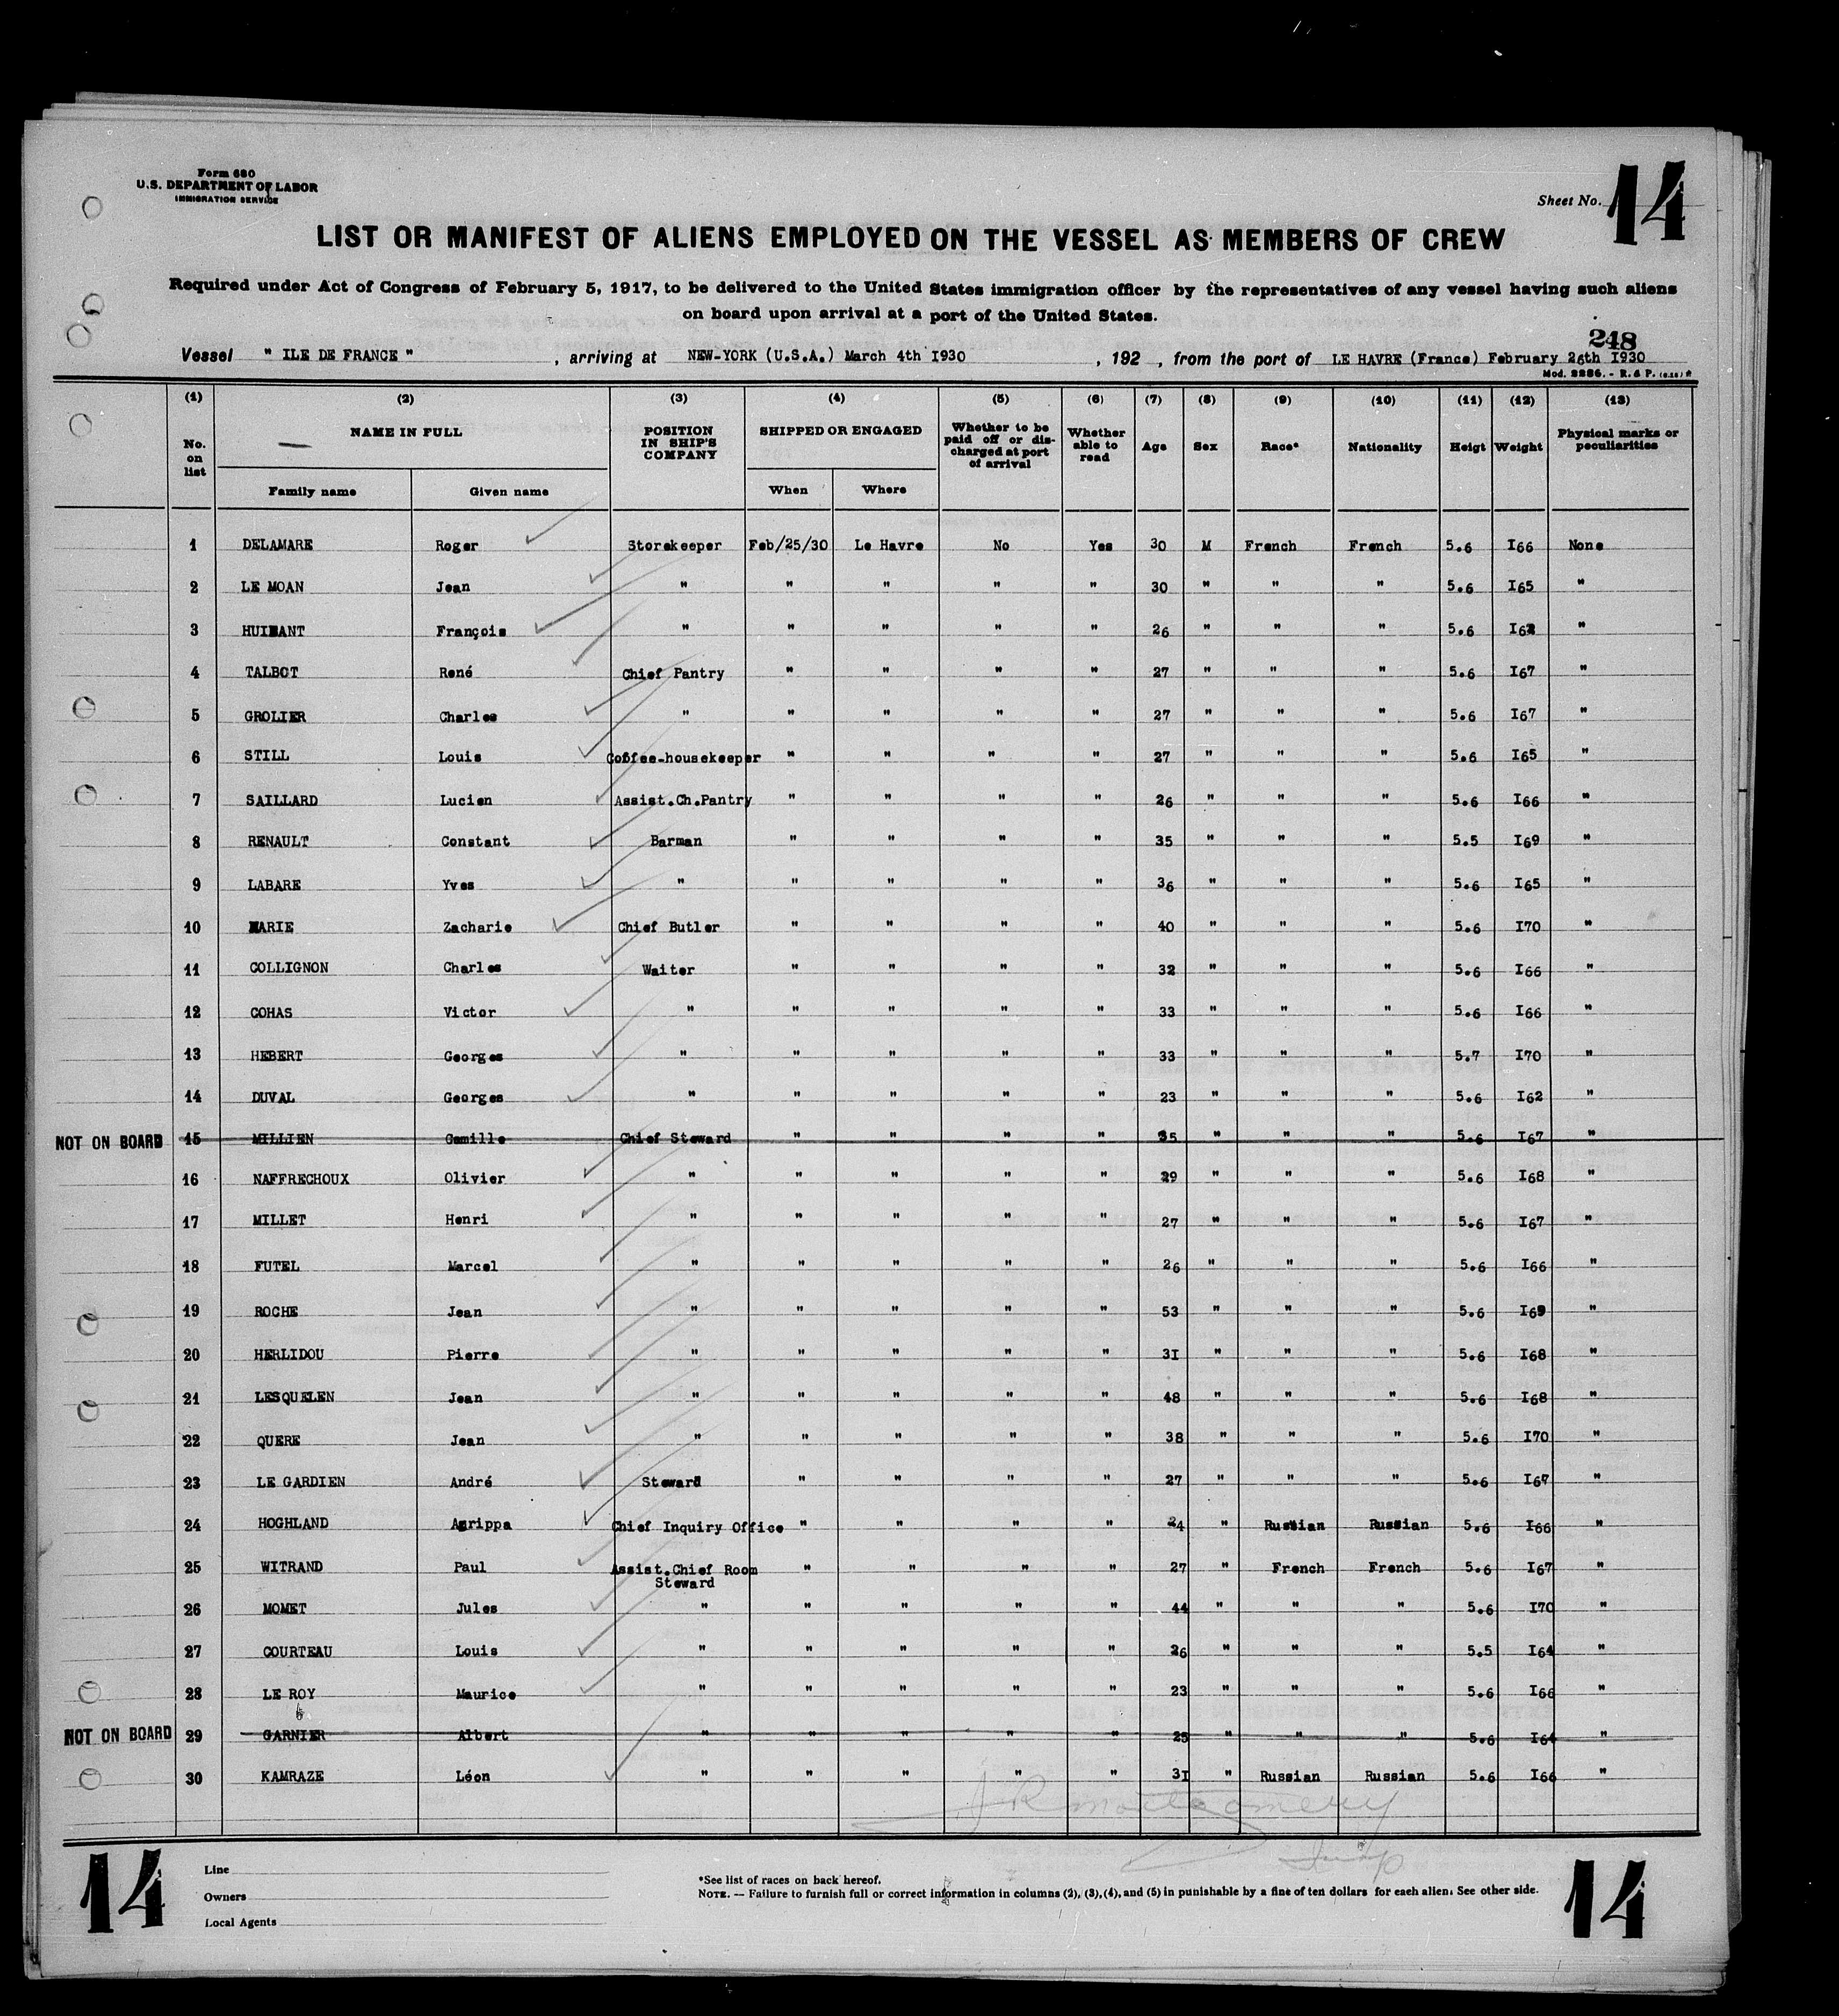 Form 680
U.S. DEPARTMENT OF LABOR
IMMIGRATION SERVICE
Sheet No. 14
LIST OR MANIFEST OF ALIENS EMPLOYED ON THE VESSEL AS MEMBERS OF CREW
Required under Act of Congress of February 5, 1917, to be delivered to the United States immigration officer by the representatives of any vessel having such aliens
on board upon arrival at a port of the United States.
248
Vessel " ILE DE FRANCE " , arriving at NEW-YORK (U.S.A.) March 4th I930 , 192 , from the port of LE HAVRE (France) February 26th I930
Mod. 2286. - R. & P.
(1) (2) (3) (4) (5) (6) (7) (8) (9) (10) (11) (12) (13)
No. on list NAME IN FULL POSITION IN SHIP'S COMPANY SHIPPED OR ENGAGED Whether to be paid off or discharged at port of arrival Whether able to read Age Sex Race* Nationality Heigt Weight Physical marks or peculiarities
Family name Given name When Where
1 DELAMARE Roger Storekeeper Feb/25/30 Le Havre No Yes 30 M French French 5.6 I66 None
2 LE MOAN Jean " " " " " 30 " " " 5.6 I65 "
3 HUIMANT François " " " " " 26 " " " 5.6 I62 "
4 TALBOT René Chief Pantry " " " " 27 " " " 5.6 I67 "
5 GROLIER Charles " " " " " 27 " " " 5.6 I67 "
6 STILL Louis Coffee-housekeeper " " " " 27 " " " 5.6 I65 "
7 SAILLARD Lucien Assist.Ch.Pantry " " " " 26 " " " 5.6 I66 "
8 RENAULT Constant Barman " " " " 35 " " " 5.5 I69 "
9 LABARE Yves " " " " " 36 " " " 5.6 I65 "
10 MARIE Zacharie Chief Butler " " " " 40 " " " 5.6 I70 "
11 COLLIGNON Charles Waiter " " " " 32 " " " 5.6 I66 "
12 COHAS Victor " " " " " 33 " " " 5.6 I66 "
13 HEBERT Georges " " " " " 33 " " " 5.7 I70 "
14 DUVAL Georges " " " " " 23 " " " 5.6 I62 "
NOT ON BOARD 15 MILLIEN Camille Chief Steward " " " " 35 " " " 5.6 I67 "
16 NAFFRECHOUX Olivier " " " " " 29 " " " 5.6 I68 "
17 MILLET Henri " " " " " 27 " " " 5.6 I67 "
18 FUTEL Marcel " " " " " 26 " " " 5.6 I66 "
19 ROCHE Jean " " " " " 53 " " " 5.6 I69 "
20 HERLIDOU Pierre " " " " " 3I " " " 5.6 I68 "
21 LESQUELEN Jean " " " " " 48 " " " 5.6 I68 "
22 QUERE Jean " " " " " 38 " " " 5.6 I70 "
23 LE GARDIEN André Steward " " " " 27 " " " 5.6 I67 "
24 HOGHLAND Agrippa Chief Inquiry Office " " " " 24 " Russian Russian 5.6 I66 "
25 WITRAND Paul Assist.Chief Room Steward " " " " 27 " French French 5.6 I67 "
26 MOMET Jules " " " " " 44 " " " 5.6 I70 "
27 COURTEAU Louis " " " " " 26 " " " 5.5 I64 "
28 LE ROY Maurice " " " " " 23 " " " 5.6 I66 "
NOT ON BOARD 29 GARNIER Albert " " " " " 25 " " " 5.6 I64 "
30 KAMRAZE Léon " " " " " 3I " Russian Russian 5.6 I66 "
JR Montgomery
14
Line
Owners
Local Agents
*See list of races on back hereof.
NOTE. — Failure to furnish full or correct information in columns (2), (3), (4), and (5) in punishable by a fine of ten dollars for each alien. See other side.
14